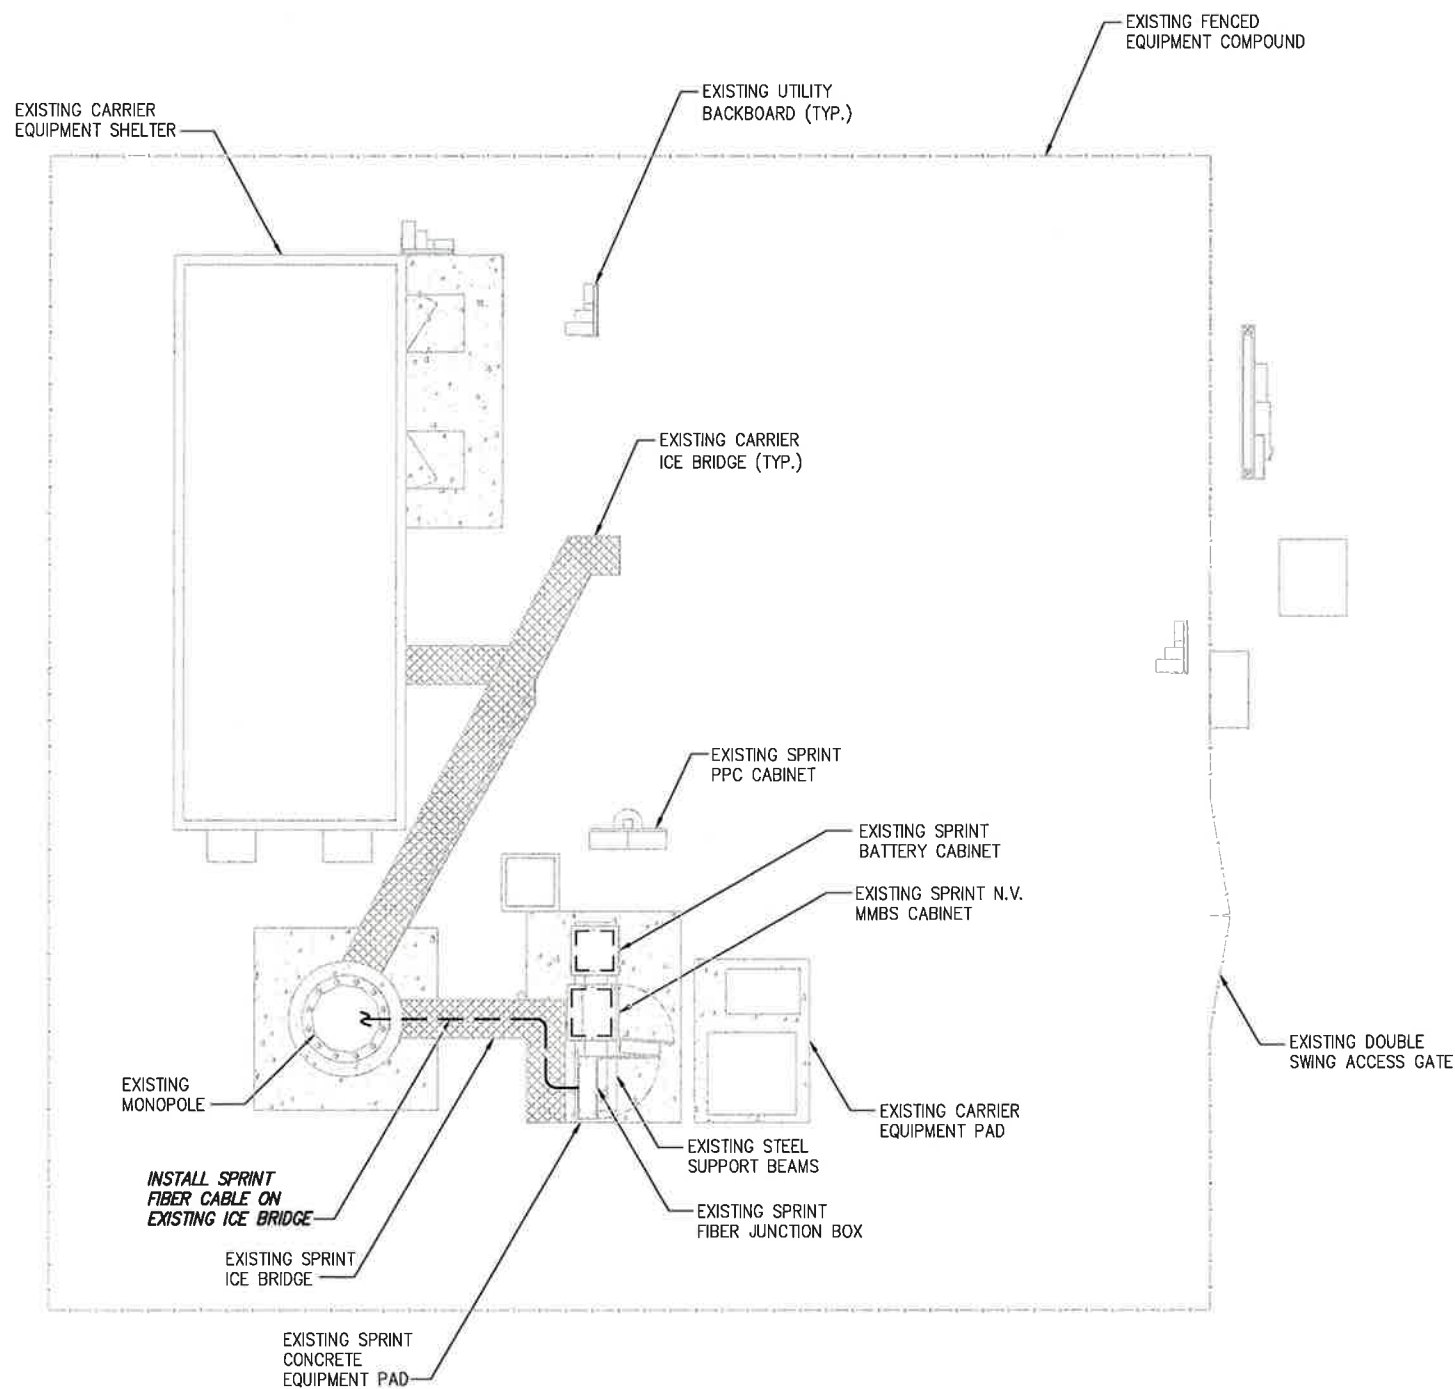 EXISTING FENCED
EQUIPMENT COMPOUND
EXISTING UTILITY
BACKBOARD (TYP.)
EXISTING CARRIER
EQUIPMENT SHELTER
EXISTING CARRIER
ICE BRIDGE (TYP.)
EXISTING SPRINT
PPC CABINET
EXISTING SPRINT
BATTERY CABINET
EXISTING SPRINT N.V.
MMBS CABINET
EXISTING DOUBLE
SWING ACCESS GATE
EXISTING
MONOPOLE
EXISTING CARRIER
EQUIPMENT PAD
EXISTING STEEL
SUPPORT BEAMS
INSTALL SPRINT
FIBER CABLE ON
EXISTING ICE BRIDGE
EXISTING SPRINT
FIBER JUNCTION BOX
EXISTING SPRINT
ICE BRIDGE
EXISTING SPRINT
CONCRETE
EQUIPMENT PAD